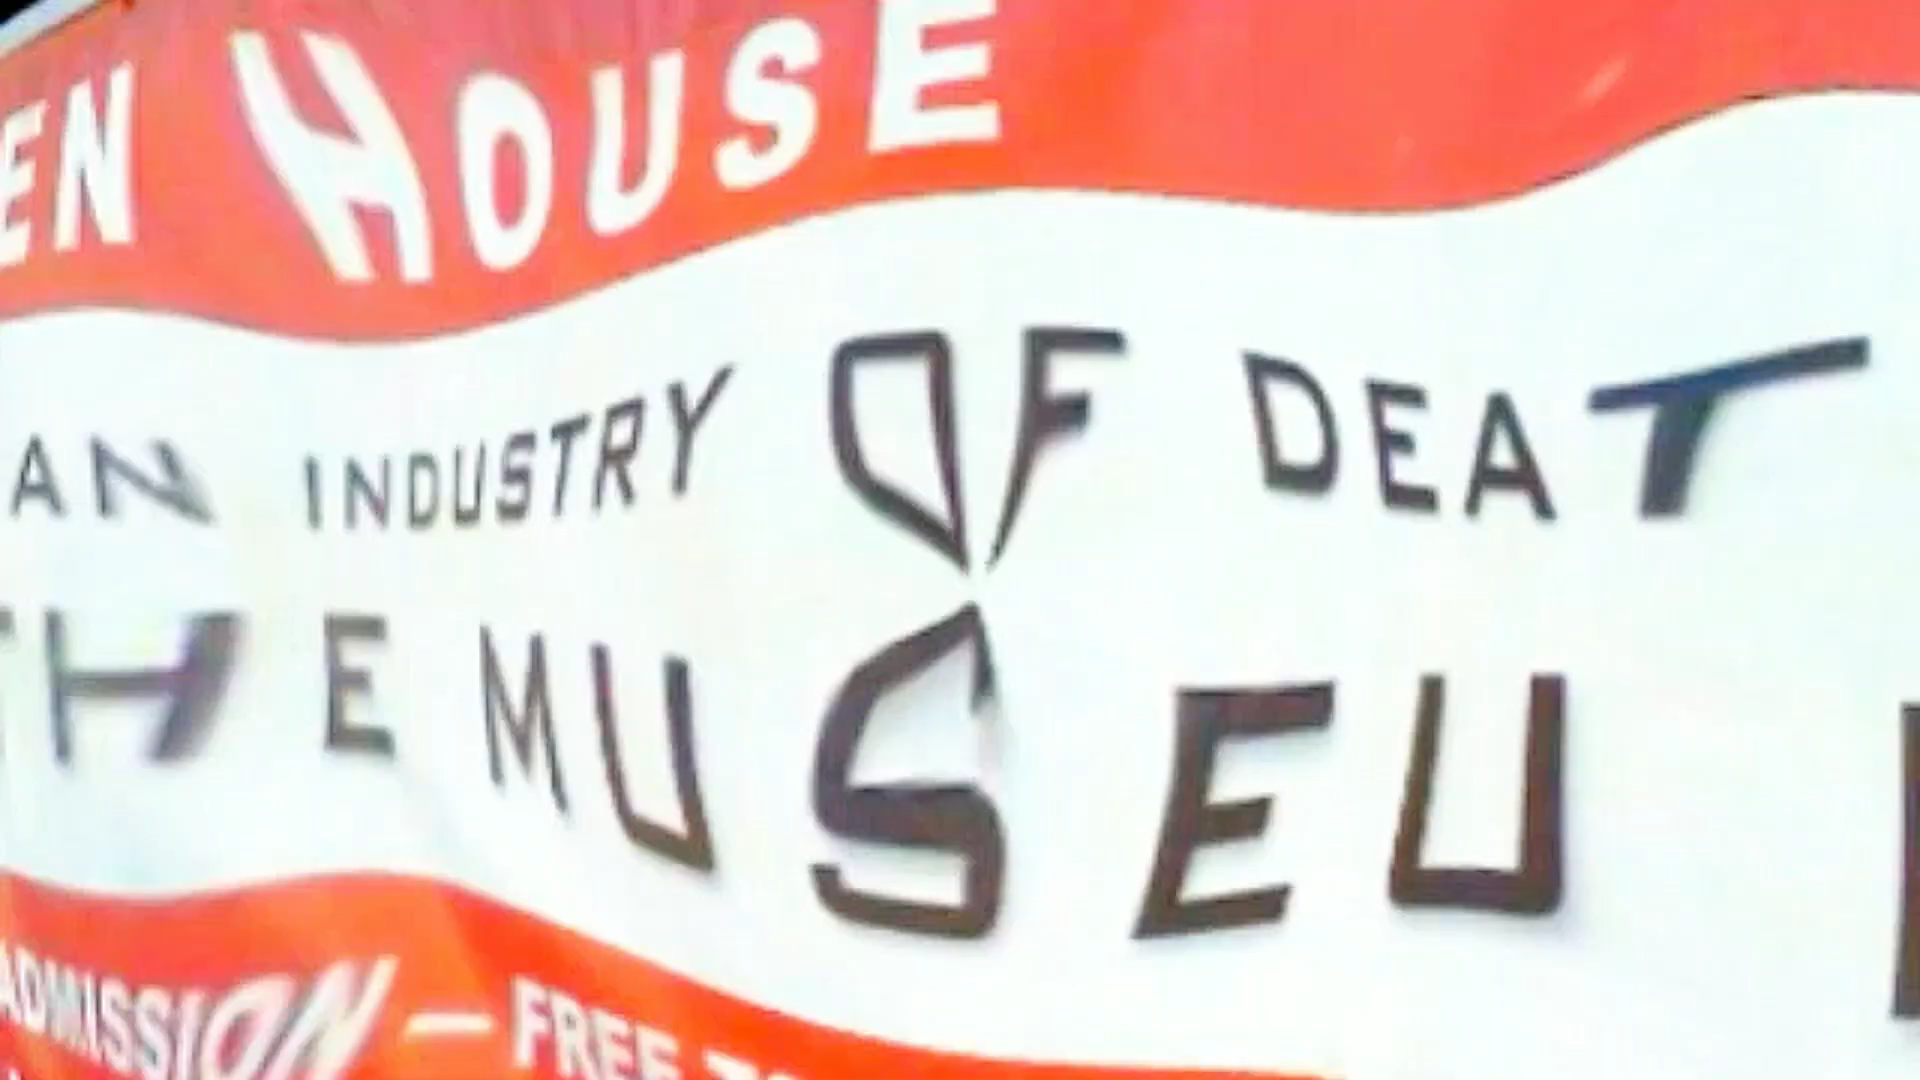 EN HOUSE
AN INDUSTRY OF DEAT
THE MUSEU
ADMISSION — FREE